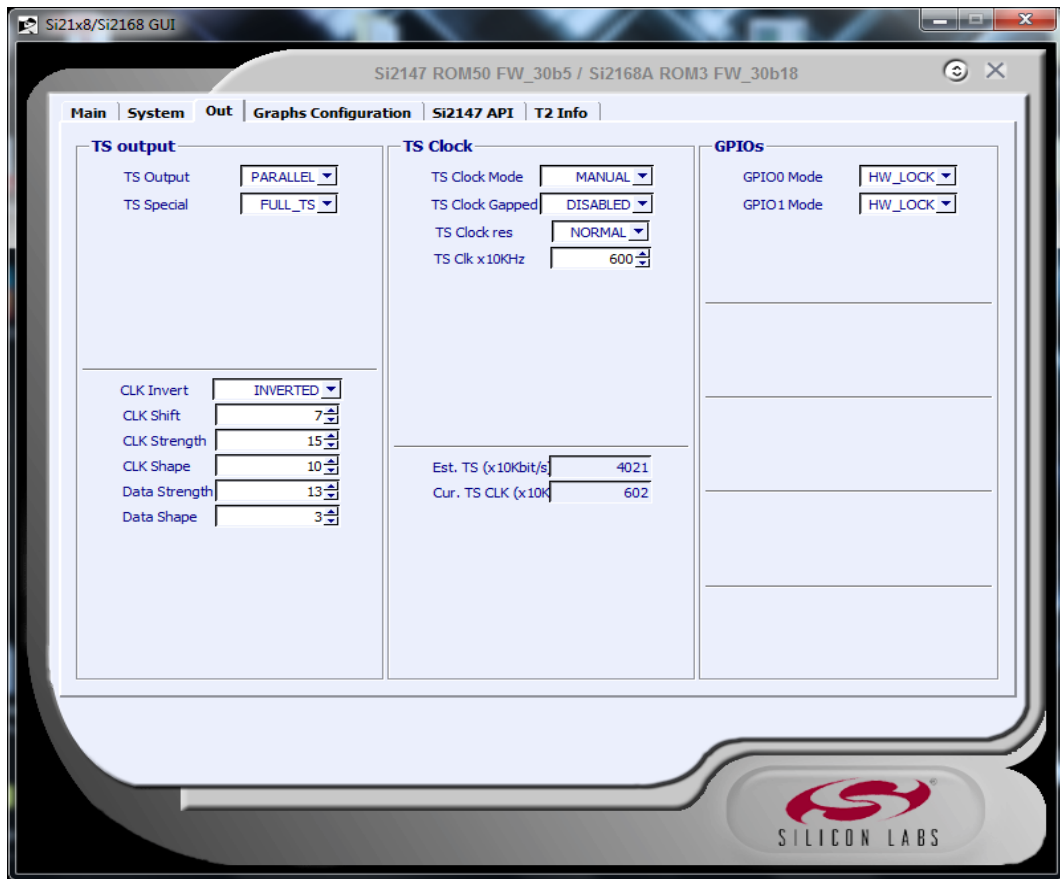 Si21x8/Si2168 GUI
Si2147 ROM50 FW_30b5 / Si2168A ROM3 FW_30b18
Main System Out Graphs Configuration Si2147 API T2 Info
TS output
TS Output PARALLEL
TS Special FULL_TS
CLK Invert INVERTED
CLK Shift 7
CLK Strength 15
CLK Shape 10
Data Strength 13
Data Shape 3
TS Clock
TS Clock Mode MANUAL
TS Clock Gapped DISABLED
TS Clock res NORMAL
TS Clk x10KHz 600
Est. TS (x10Kbit/s) 4021
Cur. TS CLK (x10K 602
GPIOs
GPIO0 Mode HW_LOCK
GPIO1 Mode HW_LOCK
SILICON LABS